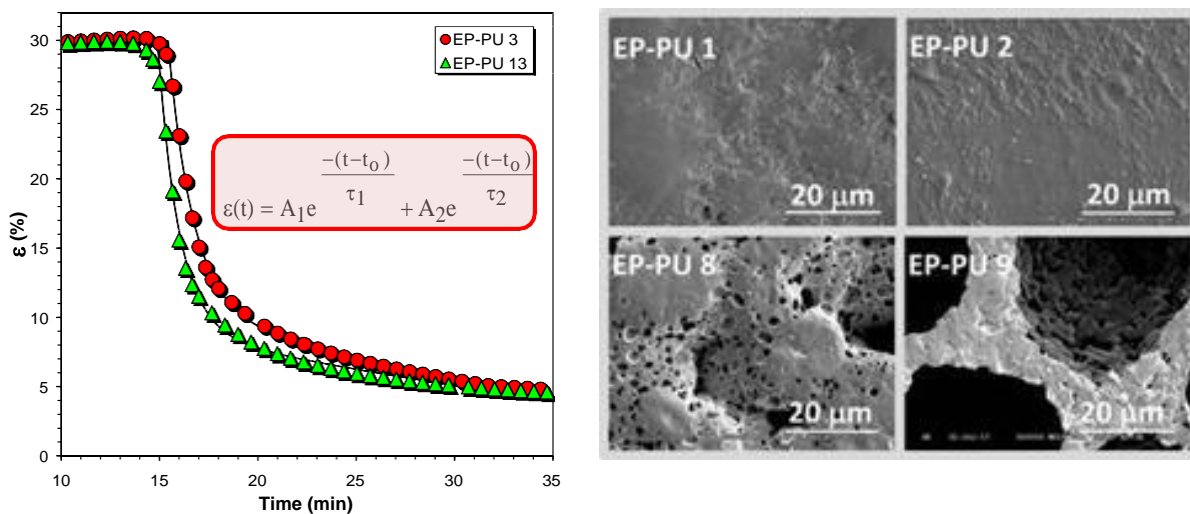 30
25
20
15
10
5
0
10 15 20 25 30 35
ε (%)
Time (min)
EP-PU 3
EP-PU 13
ε(t) = A₁e^(-(t-tₒ)/τ₁) + A₂e^(-(t-tₒ)/τ₂)
EP-PU 1
20 μm
EP-PU 2
20 μm
EP-PU 8
20 μm
EP-PU 9
20 μm